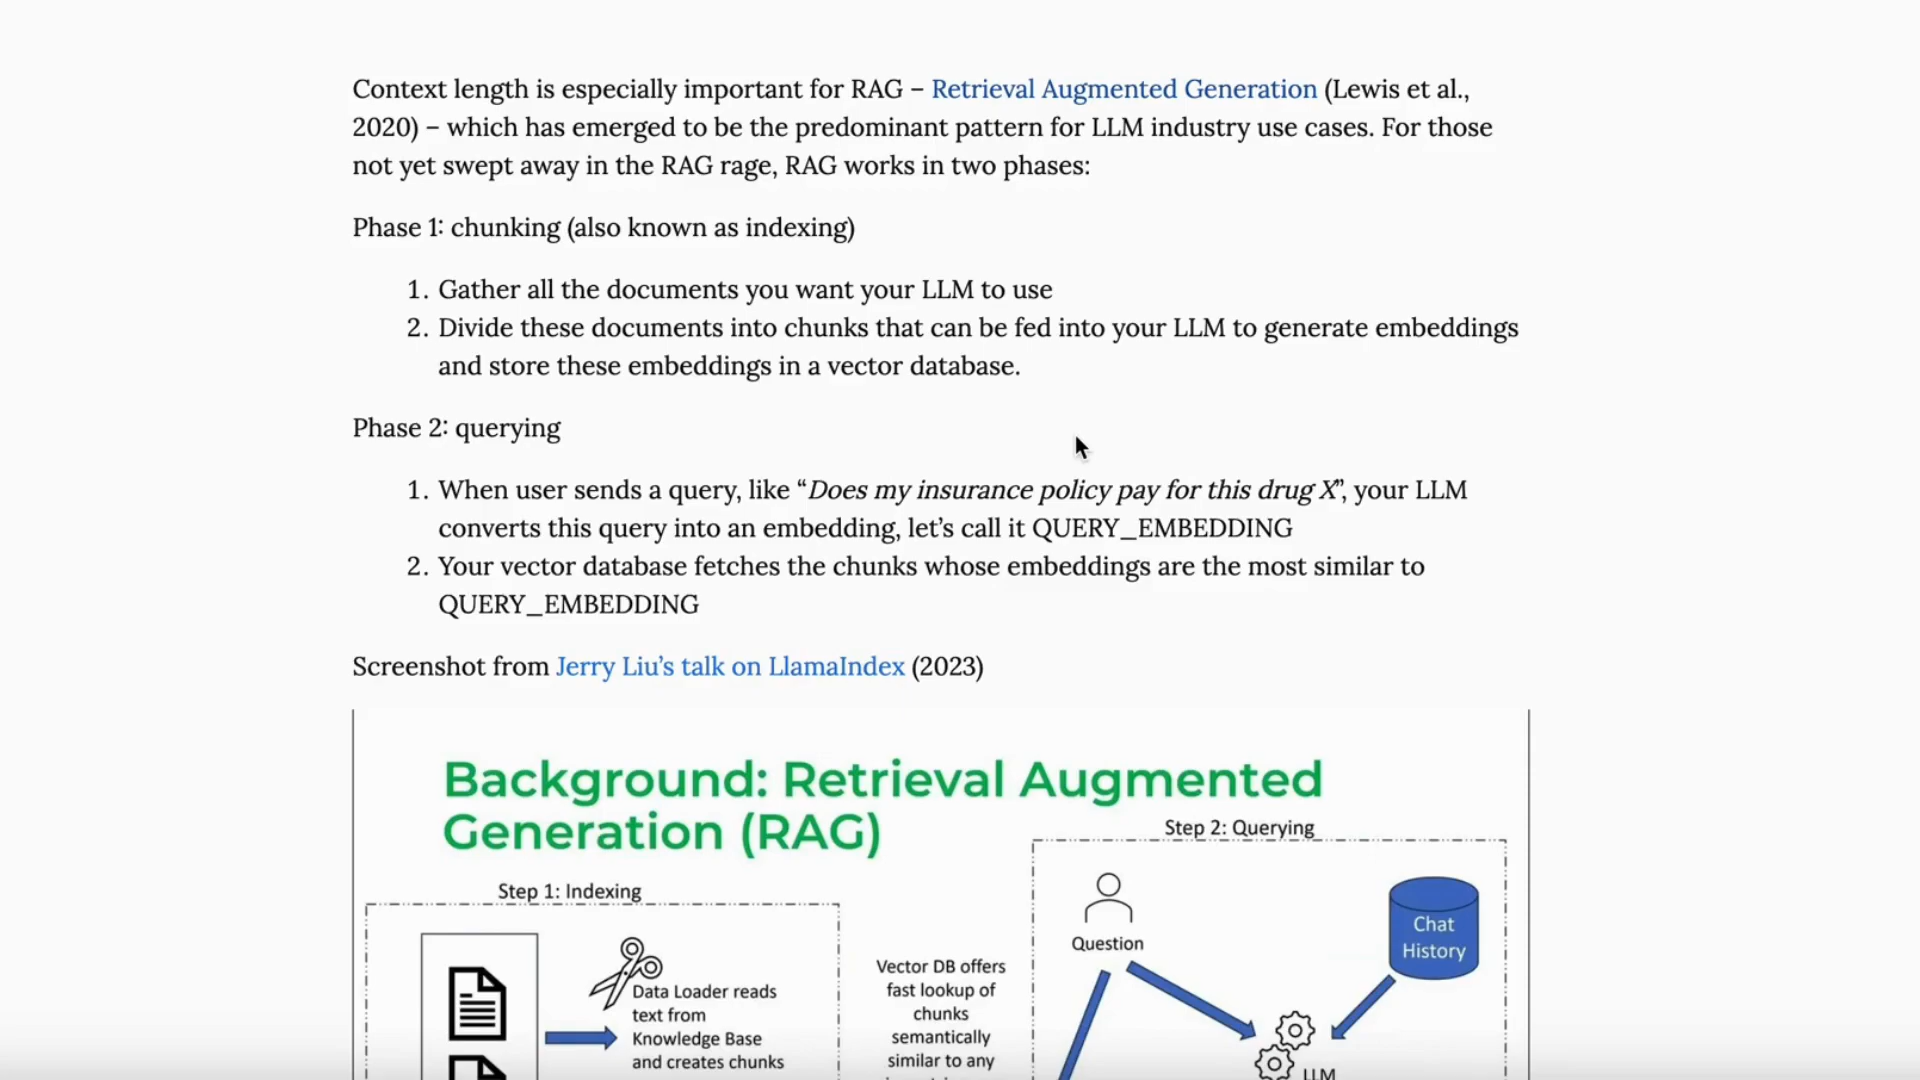 Context length is especially important for RAG – Retrieval Augmented Generation (Lewis et al.,
2020) – which has emerged to be the predominant pattern for LLM industry use cases. For those
not yet swept away in the RAG rage, RAG works in two phases:
Phase 1: chunking (also known as indexing)
1. Gather all the documents you want your LLM to use
2. Divide these documents into chunks that can be fed into your LLM to generate embeddings
and store these embeddings in a vector database.
Phase 2: querying
1. When user sends a query, like “Does my insurance policy pay for this drug X”, your LLM
converts this query into an embedding, let’s call it QUERY_EMBEDDING
2. Your vector database fetches the chunks whose embeddings are the most similar to
QUERY_EMBEDDING
Screenshot from Jerry Liu’s talk on LlamaIndex (2023)
Background: Retrieval Augmented
Generation (RAG)
Step 1: Indexing
Data Loader reads
text from
Knowledge Base
and creates chunks
Vector DB offers
fast lookup of
chunks
semantically
similar to any
Step 2: Querying
Question
Chat
History
LLM